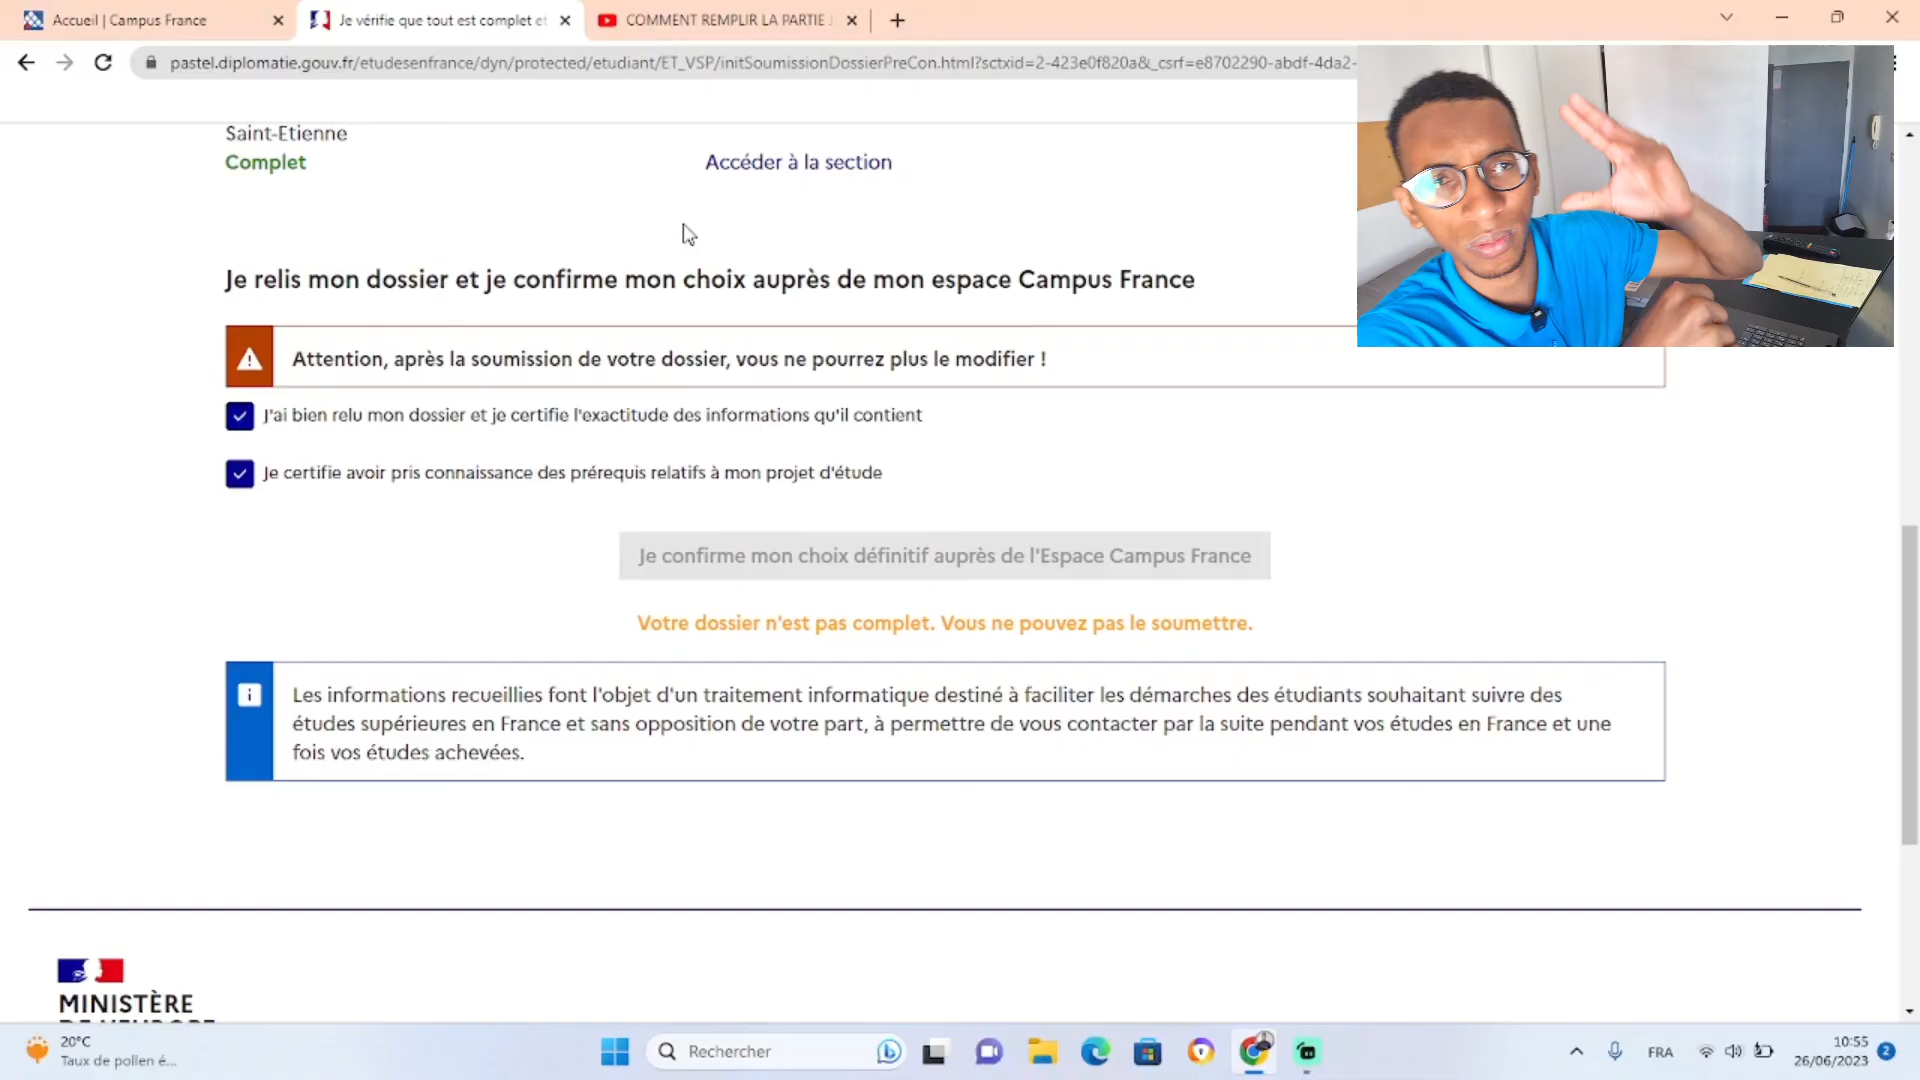 Accueil | Campus France
Je vérifie que tout est complet et
COMMENT REMPLIR LA PARTIE
pastel.diplomatie.gouv.fr/etudesenfrance/dyn/protected/etudiant/ET_VSP/initSoumissionDossierPreCon.html?sctxid=2-423e0f820a&_csrf=e8702290-abdf-4da2-
Saint-Etienne
Complet
Accéder à la section
Je relis mon dossier et je confirme mon choix auprès de mon espace Campus France
Attention, après la soumission de votre dossier, vous ne pourrez plus le modifier !
J'ai bien relu mon dossier et je certifie l'exactitude des informations qu'il contient
Je certifie avoir pris connaissance des prérequis relatifs à mon projet d'étude
Je confirme mon choix définitif auprès de l'Espace Campus France
Votre dossier n'est pas complet. Vous ne pouvez pas le soumettre.
Les informations recueillies font l'objet d'un traitement informatique destiné à faciliter les démarches des étudiants souhaitant suivre des
études supérieures en France et sans opposition de votre part, à permettre de vous contacter par la suite pendant vos études en France et une
fois vos études achevées.
MINISTÈRE
DE L'EUROPE
20°C
Taux de pollen é...
Rechercher
FRA
10:55
26/06/2023
2